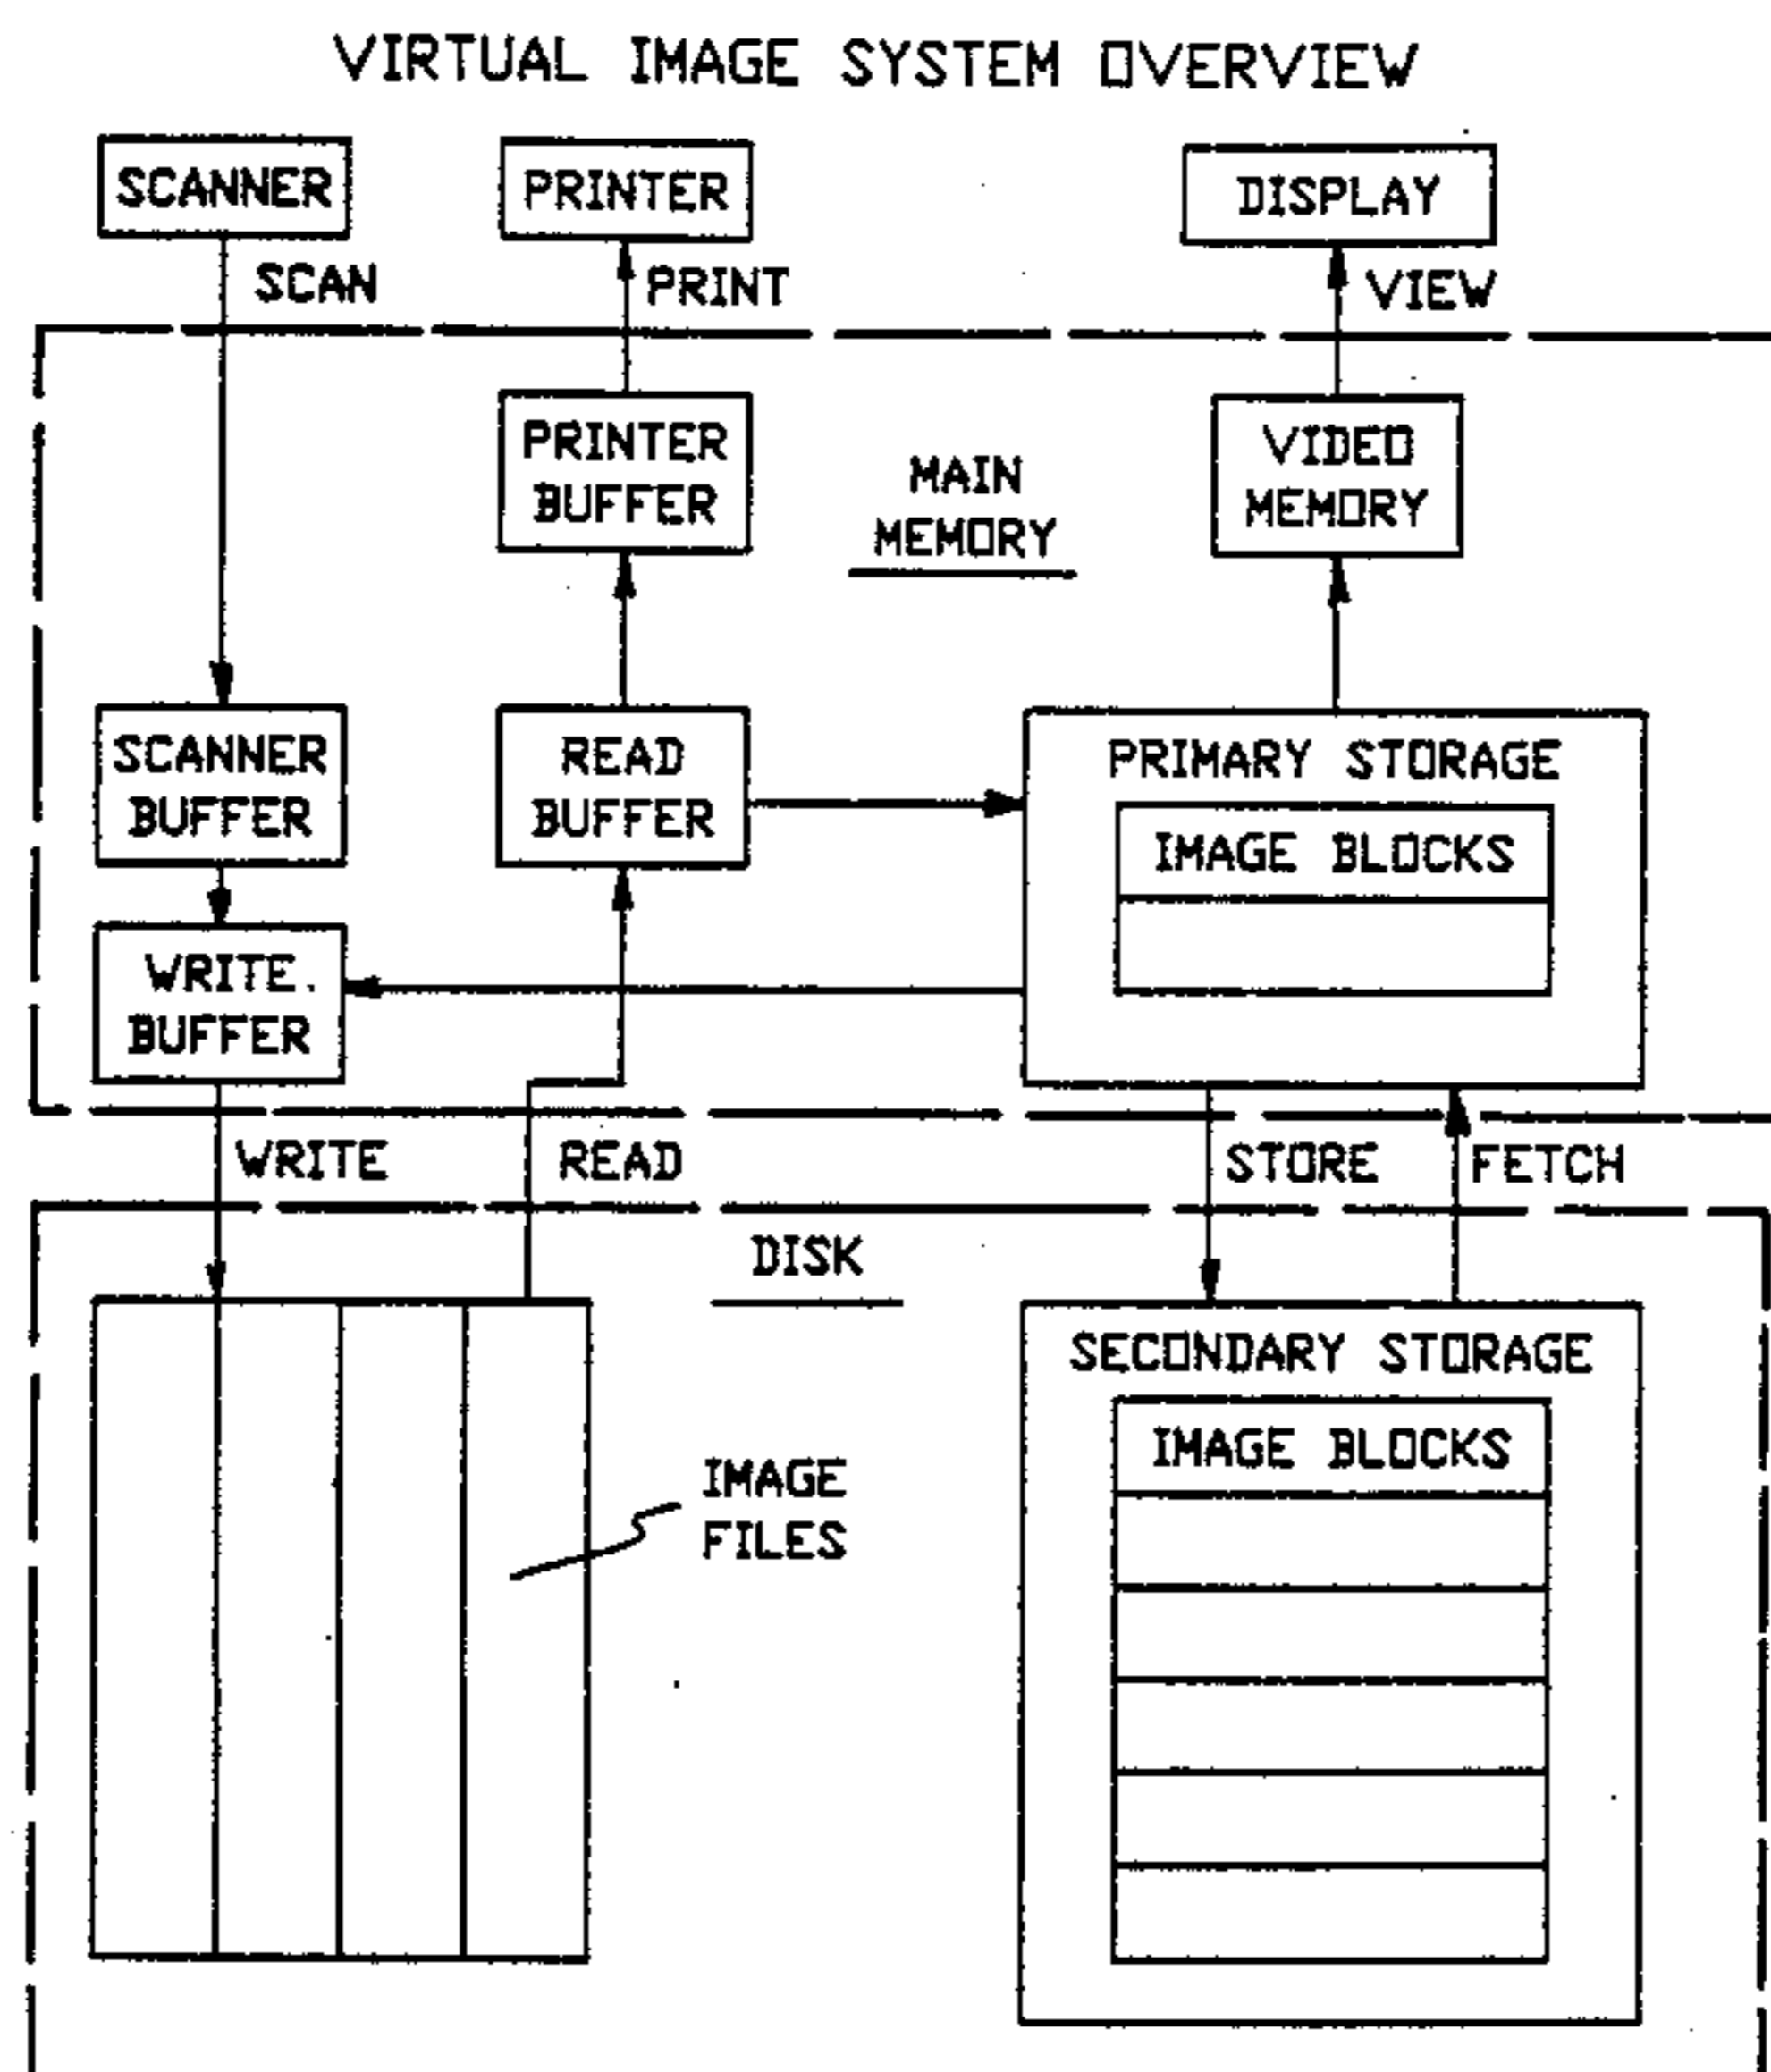 VIRTUAL IMAGE SYSTEM OVERVIEW
SCANNER
PRINTER
DISPLAY
SCAN
PRINT
VIEW
PRINTER
BUFFER
MAIN
MEMORY
VIDEO
MEMORY
SCANNER
BUFFER
READ
BUFFER
PRIMARY STORAGE
IMAGE BLOCKS
WRITE
BUFFER
WRITE
READ
STORE
FETCH
DISK
SECONDARY STORAGE
IMAGE BLOCKS
IMAGE
FILES